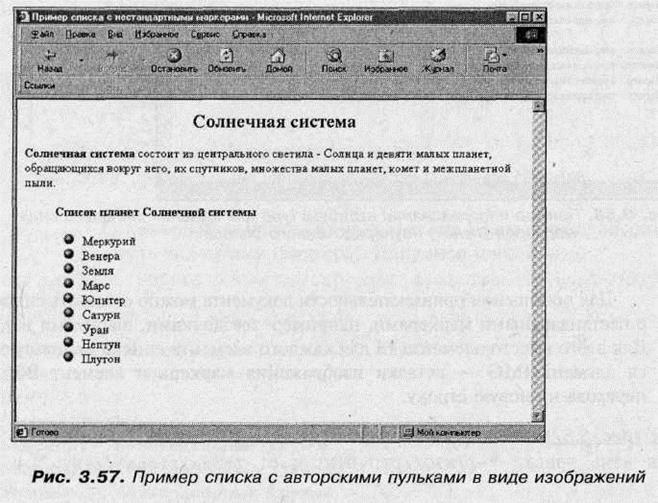 Пример списка с нестандартными маркерами - Microsoft Internet Explorer
Файл Правка Вид Избранное Сервис Справка
Назад Остановить Обновить Домой Поиск Избранное Журнал Почта
Ссылки
Солнечная система
Солнечная система состоит из центрального светила - Солнца и девяти малых планет,
обращающихся вокруг него, их спутников, множества малых планет, комет и межпланетной
пыли.
Список планет Солнечной системы
Меркурий
Венера
Земля
Марс
Юпитер
Сатурн
Уран
Нептун
Плутон
Готово Мой компьютер
Рис. 3.57. Пример списка с авторскими пульками в виде изображений